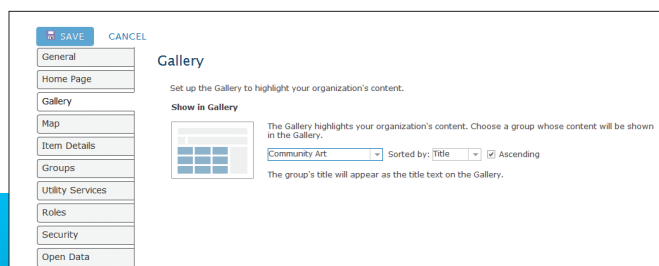 SAVE CANCEL
General
Gallery
Home Page
Set up the Gallery to highlight your organization's content.
Gallery
Show in Gallery
Map
The Gallery highlights your organization's content. Choose a group whose content will be shown
in the Gallery.
Item Details
Community Art Sorted by: Title Ascending
Groups
The group's title will appear as the title text on the Gallery.
Utility Services
Roles
Security
Open Data